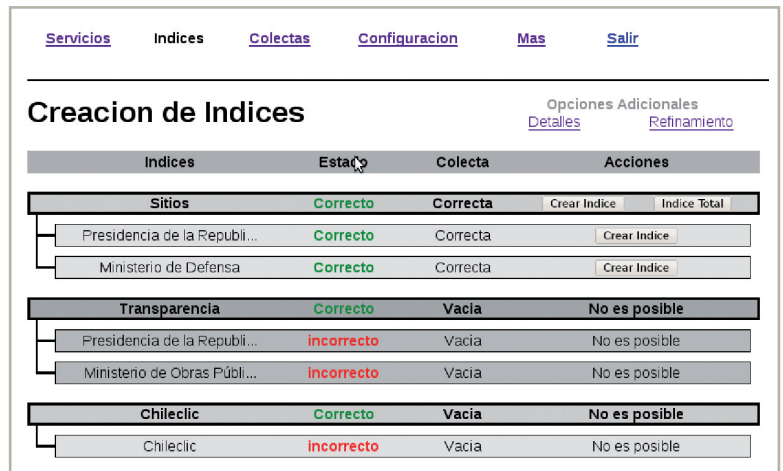 Servicios Indices Colectas Configuracion Mas Salir
Creacion de Indices
Opciones Adicionales
Detalles Refinamiento
Indices Estado Colecta Acciones
Sitios Correcto Correcta Crear Indice Indice Total
Presidencia de la Republi... Correcto Correcta Crear Indice
Ministerio de Defensa Correcto Correcta Crear Indice
Transparencia Correcto Vacia No es posible
Presidencia de la Republi... incorrecto Vacia No es posible
Ministerio de Obras Públi... incorrecto Vacia No es posible
Chileclic Correcto Vacia No es posible
Chileclic incorrecto Vacia No es posible